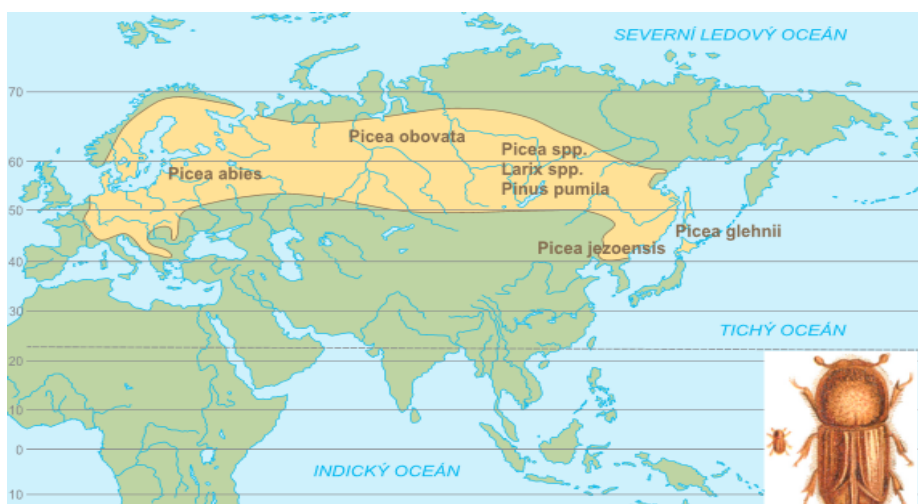 SEVERNÍ LEDOVÝ OCEÁN
70
Picea obovata
Picea spp.
Larix spp.
Pinus pumila
60
Picea abies
50
Picea glehnii
Picea jezoensis
40
30
TICHÝ OCEÁN
20
10
0
INDICKÝ OCEÁN
10